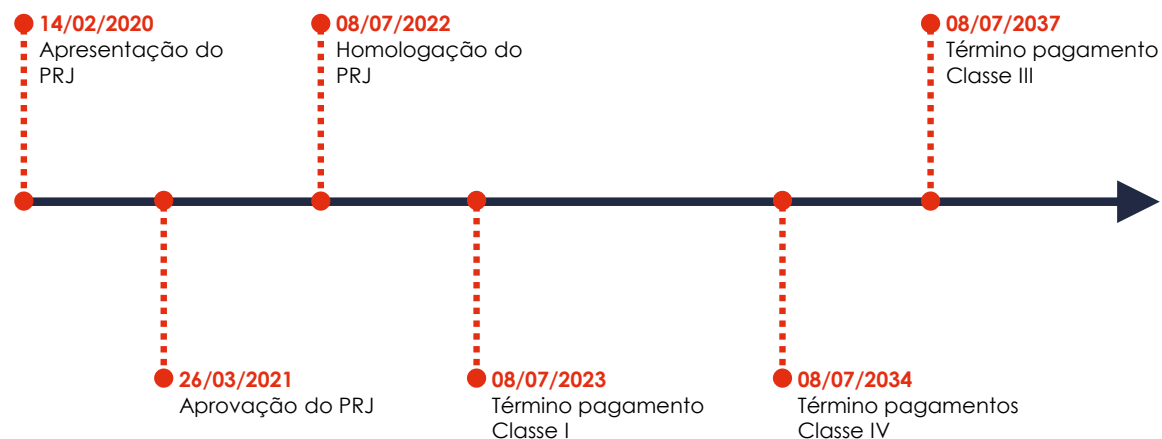 14/02/2020
Apresentação do
PRJ
08/07/2022
Homologação do
PRJ
08/07/2037
Término pagamento
Classe III
26/03/2021
Aprovação do PRJ
08/07/2023
Término pagamento
Classe I
08/07/2034
Término pagamentos
Classe IV